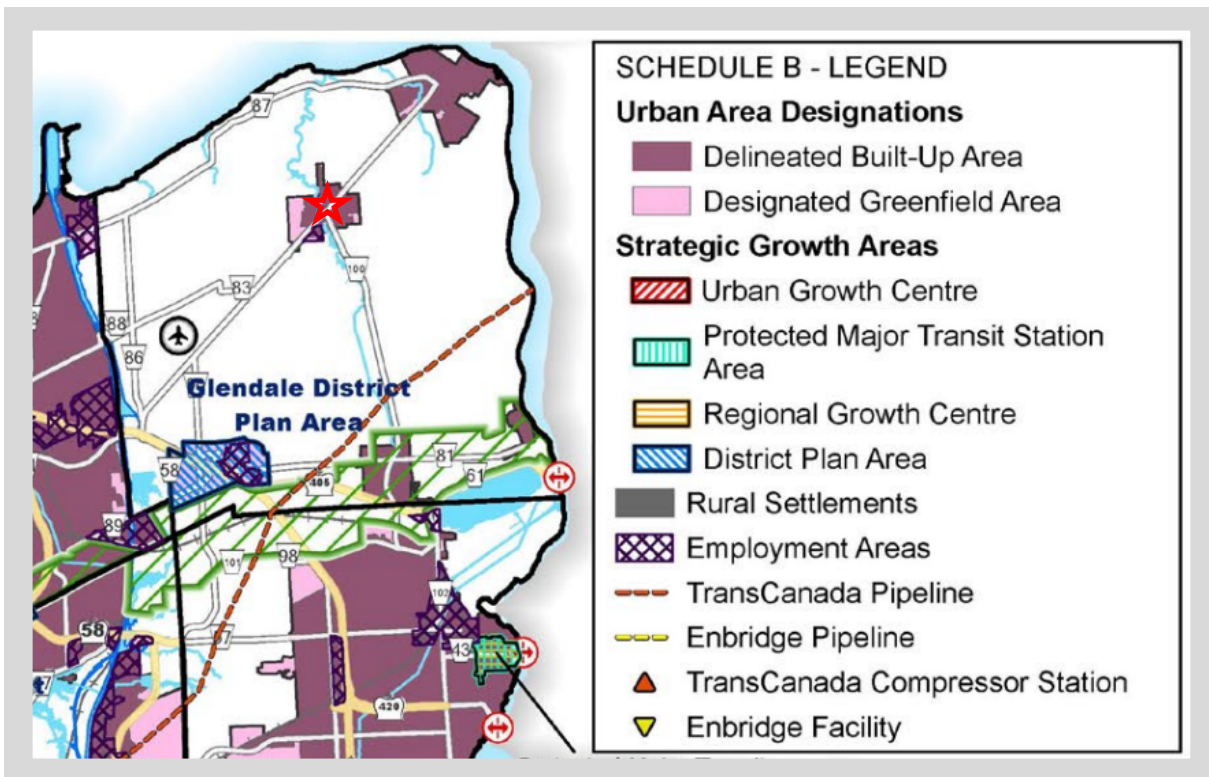 87
83
100
88
86
Glendale District
Plan Area
58
81
61
405
89
101
98
102
58
43
420
SCHEDULE B - LEGEND
Urban Area Designations
Delineated Built-Up Area
Designated Greenfield Area
Strategic Growth Areas
Urban Growth Centre
Protected Major Transit Station
Area
Regional Growth Centre
District Plan Area
Rural Settlements
Employment Areas
TransCanada Pipeline
Enbridge Pipeline
TransCanada Compressor Station
Enbridge Facility